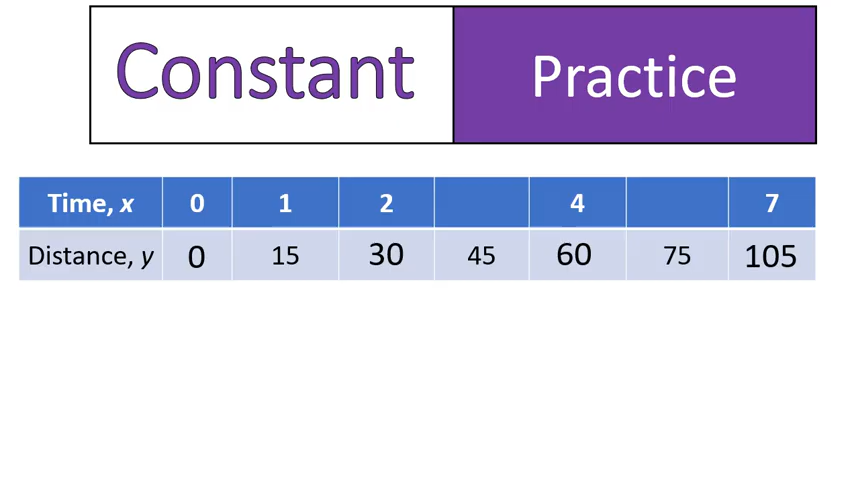 Constant Practice
Time, x 0 1 2 4 7
Distance, y 0 15 30 45 60 75 105